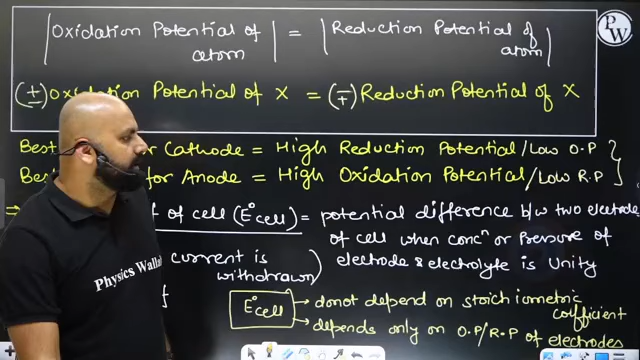 |Oxidation Potential of atom| = |Reduction Potential of atom|
PW
(±) Oxidation Potential of X = (∓) Reduction Potential of X
Best Cathode = High Reduction Potential/Low O.P
Best for Anode = High Oxidation Potential/Low R.P
⇒ of cell (E°cell) = potential difference b/w two electrode
of cell when concⁿ or Pressure of
electrode & electrolyte is Unity
current is
withdrawn
E°cell → donot depend on stoichiometric coefficient
→ depends only on O.P/R.P of electrodes
Physics Wallah